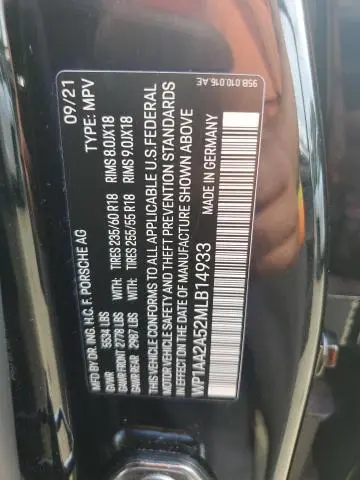 95B.010.016.AE
09/21
TYPE: MPV
MFD. BY DR. ING. H.C. F. PORSCHE AG
GVWR 5534 LBS
GAWR FRONT 2778 LBS WITH: TIRES 235/60 R18 RIMS 8.0JX18
GAWR REAR 2987 LBS WITH: TIRES 255/55 R18 RIMS 9.0JX18
THIS VEHICLE CONFORMS TO ALL APPLICABLE U.S. FEDERAL
MOTOR VEHICLE SAFETY AND THEFT PREVENTION STANDARDS
IN EFFECT ON THE DATE OF MANUFACTURE SHOWN ABOVE
WP1AA2A52MLB14933
MADE IN GERMANY